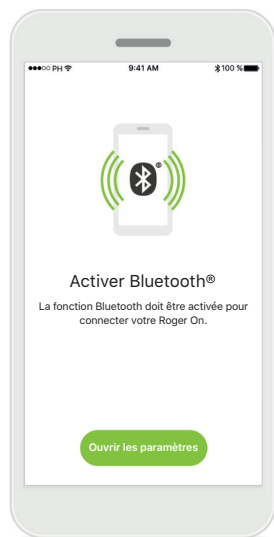 ●●●○○ PH 9:41 AM 100 %
®
Activer Bluetooth®
La fonction Bluetooth doit être activée pour
connecter votre Roger On.
Ouvrir les paramètres